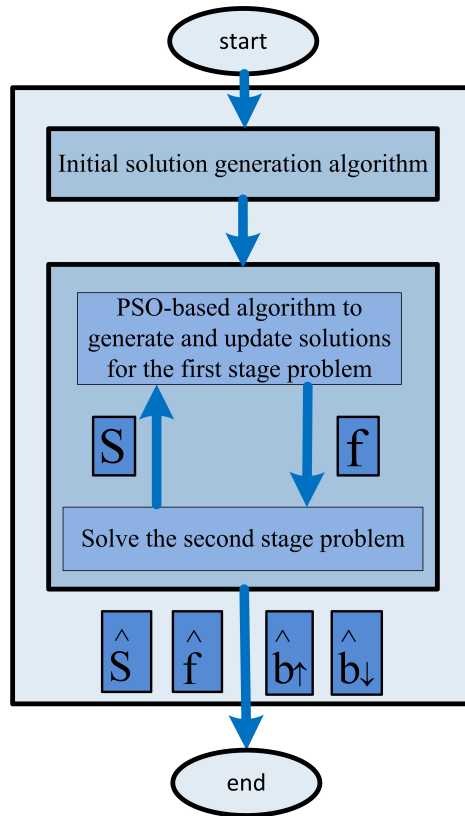 start
Initial solution generation algorithm
PSO-based algorithm to
generate and update solutions
for the first stage problem
S
f
Solve the second stage problem
Ŝ f̂ b̂↑ b̂↓
end